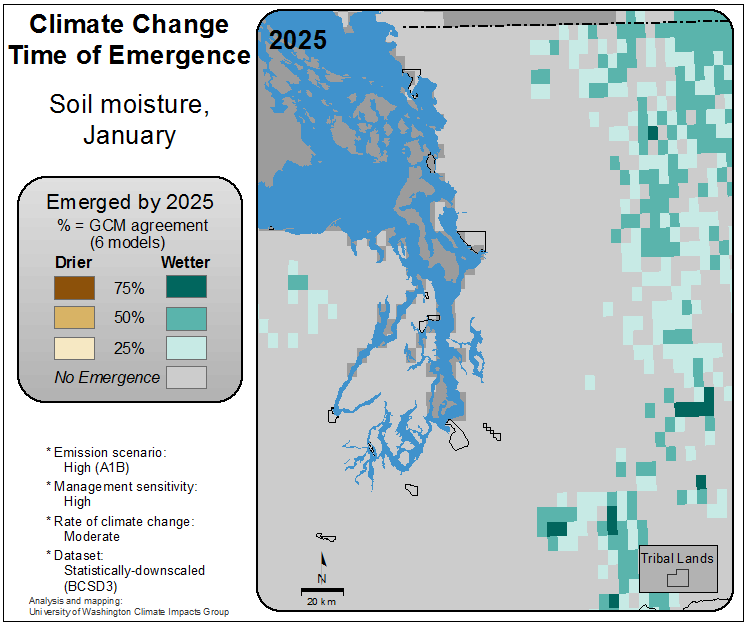 Climate Change
Time of Emergence
Soil moisture,
January
Emerged by 2025
% = GCM agreement
(6 models)
Drier Wetter
75%
50%
25%
No Emergence
* Emission scenario:
High (A1B)
* Management sensitivity:
High
* Rate of climate change:
Moderate
* Dataset:
Statistically-downscaled
(BCSD3)
Analysis and mapping:
University of Washington Climate Impacts Group
2025
N
20 km
Tribal Lands